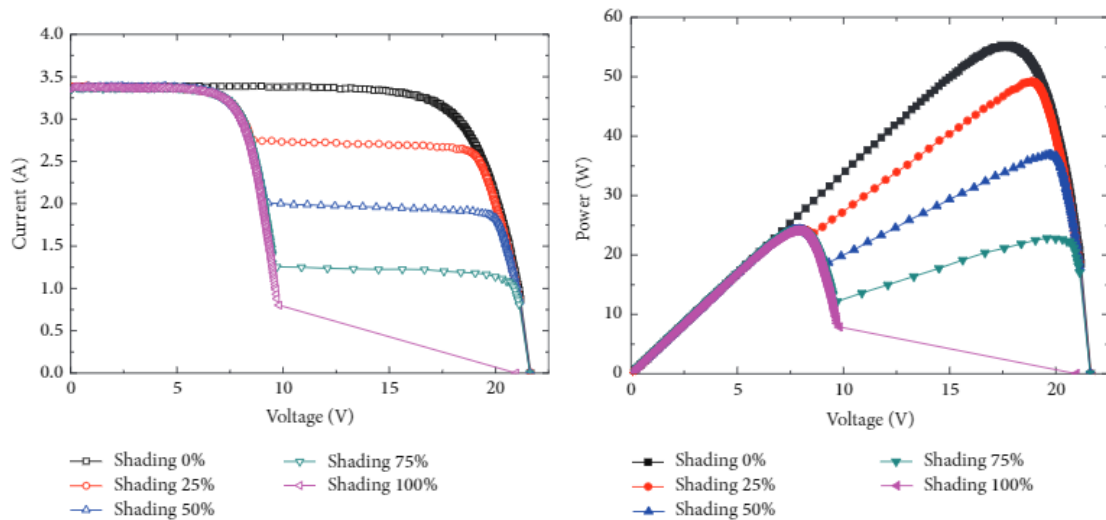 4.0
3.5
3.0
2.5
2.0
1.5
1.0
0.5
0.0
Current (A)
0 5 10 15 20
Voltage (V)
Shading 0%
Shading 25%
Shading 50%
Shading 75%
Shading 100%
60
50
40
30
20
10
0
Power (W)
0 5 10 15 20
Voltage (V)
Shading 0%
Shading 25%
Shading 50%
Shading 75%
Shading 100%